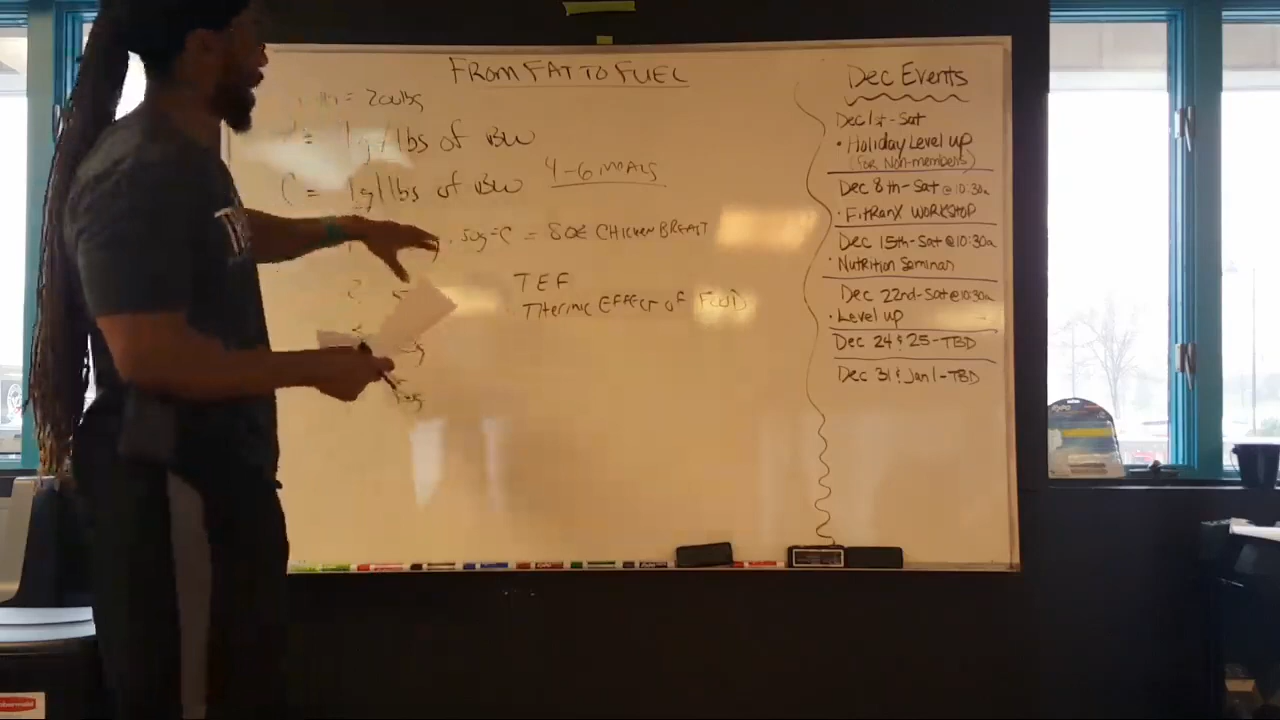 FROM FAT TO FUEL
= 200lbs
= 1g/lbs of BW
C = 1g/lbs of BW
4-6 meals
50g-C = 8oz CHICKEN BREAST
TEF
THermic EFFECT of FOOD
Dec Events
Dec 1st-Sat
• Holiday Level up
(for Non-members)
Dec 8th-Sat @10:30a
• FitRanX WORKSHOP
Dec 15th-Sat @10:30a
• Nutrition Seminar
Dec 22nd-Sat@10:30a
• Level up
Dec 24 & 25-TBD
Dec 31 & Jan 1-TBD